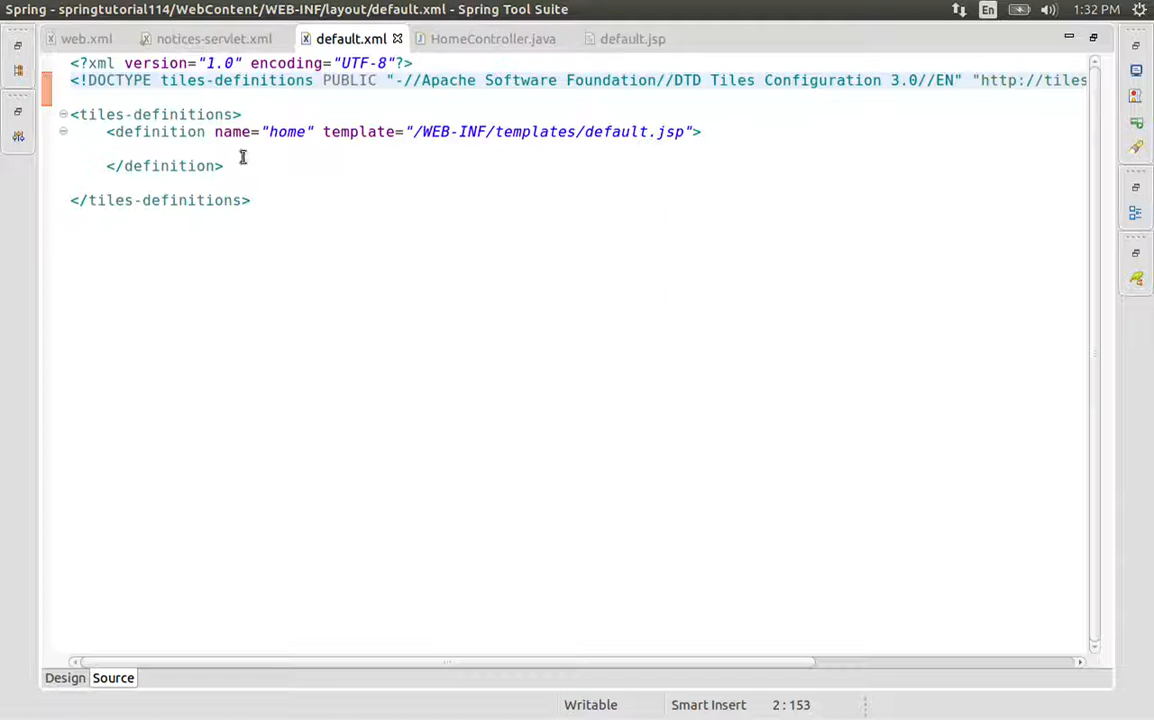 Spring - springtutorial114/WebContent/WEB-INF/layout/default.xml - Spring Tool Suite En 1:32 PM
web.xml notices-servlet.xml default.xml HomeController.java default.jsp
<?xml version="1.0" encoding="UTF-8"?>
<!DOCTYPE tiles-definitions PUBLIC "-//Apache Software Foundation//DTD Tiles Configuration 3.0//EN" "http://tiles
<tiles-definitions>
<definition name="home" template="/WEB-INF/templates/default.jsp">
</definition>
</tiles-definitions>
Design Source
Writable Smart Insert 2 : 153